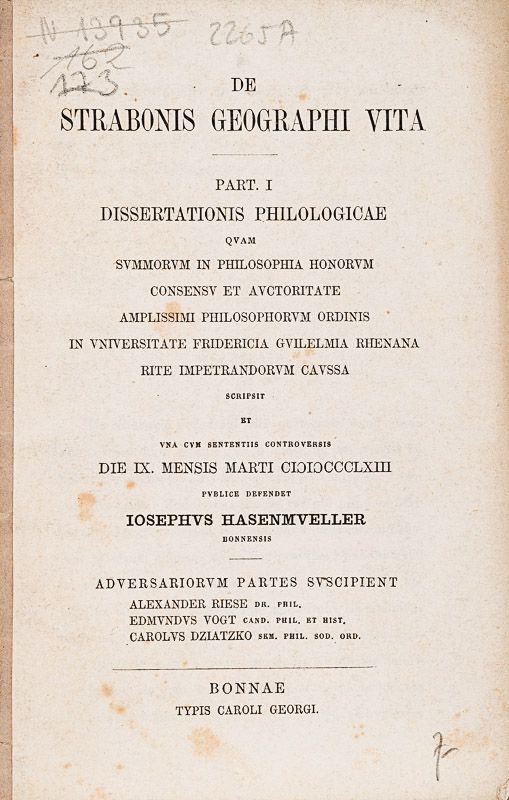 N 13935
2265A
162
173
DE
STRABONIS GEOGRAPHI VITA
PART. I
DISSERTATIONIS PHILOLOGICAE
QVAM
SVMMORVM IN PHILOSOPHIA HONORVM
CONSENSV ET AVCTORITATE
AMPLISSIMI PHILOSOPHORVM ORDINIS
IN VNIVERSITATE FRIDERICIA GVILELMIA RHENANA
RITE IMPETRANDORVM CAVSSA
SCRIPSIT
ET
VNA CVM SENTENTIIS CONTROVERSIS
DIE IX. MENSIS MARTI CIↃIↃCCCLXIII
PVBLICE DEFENDET
IOSEPHVS HASENMVELLER
BONNENSIS
ADVERSARIORVM PARTES SVSCIPIENT
ALEXANDER RIESE DR. PHIL.
EDMVNDVS VOGT CAND. PHIL. ET HIST.
CAROLVS DZIATZKO SEM. PHIL. SOD. ORD.
BONNAE
TYPIS CAROLI GEORGI.